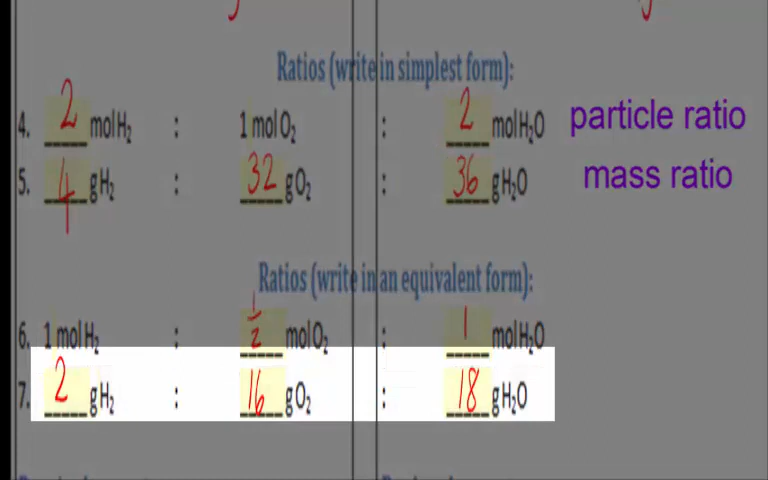 Ratios (write in simplest form):
4. 2 mol H₂ : 1 mol O₂ : 2 mol H₂O particle ratio
5. 4 g H₂ : 32 g O₂ : 36 g H₂O mass ratio
Ratios (write in an equivalent form):
6. 1 mol H₂ : 1/2 mol O₂ : 1 mol H₂O
7. 2 g H₂ : 16 g O₂ : 18 g H₂O